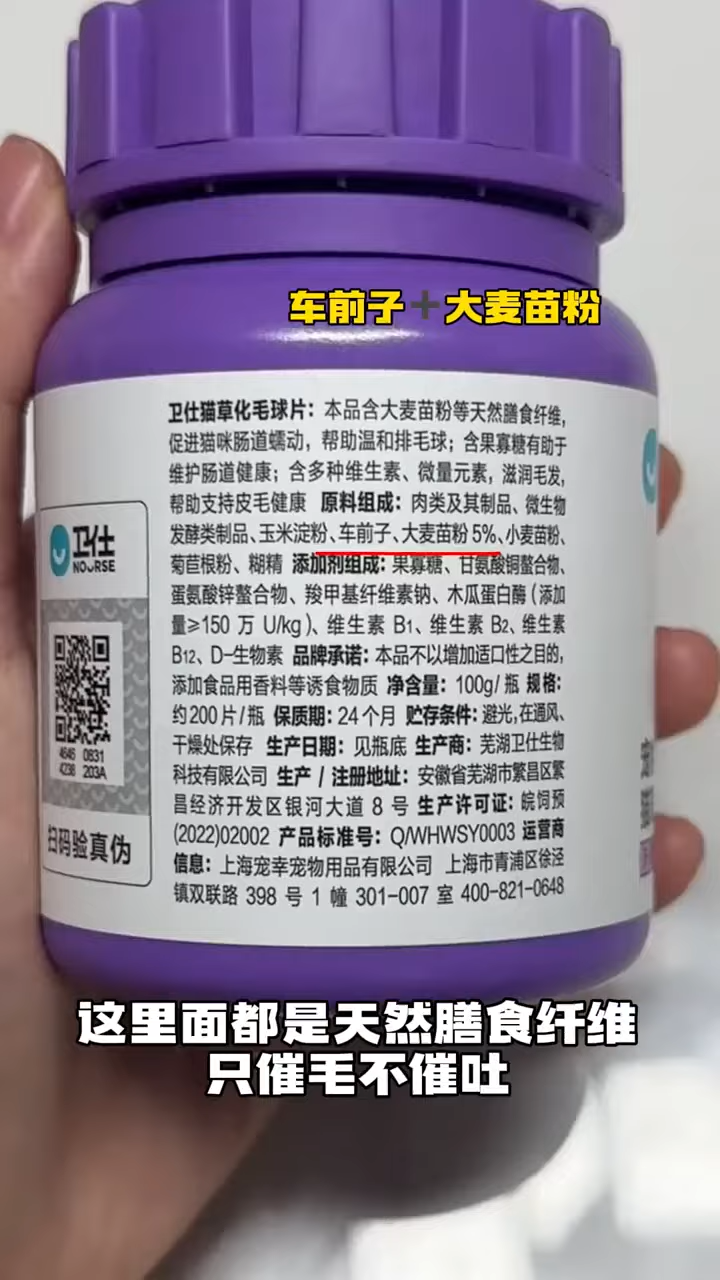 车前子➕大麦苗粉
卫仕猫草化毛球片：本品含大麦苗粉等天然膳食纤维，
促进猫咪肠道蠕动，帮助温和排毛球；含果寡糖有助于
维护肠道健康；含多种维生素、微量元素，滋润毛发，
帮助支持皮毛健康 原料组成：肉类及其制品、微生物
发酵类制品、玉米淀粉、车前子、大麦苗粉 5%、小麦苗粉、
菊苣根粉、糊精 添加剂组成：果寡糖、甘氨酸铜螯合物、
蛋氨酸锌螯合物、羧甲基纤维素钠、木瓜蛋白酶（添加
量≥150 万 U/kg）、维生素 B1、维生素 B2、维生素
B12、D-生物素 品牌承诺：本品不以增加适口性之目的，
添加食品用香料等诱食物质 净含量：100g/ 瓶 规格：
约200片/瓶 保质期：24个月 贮存条件：避光，在通风、
干燥处保存 生产日期：见瓶底 生产商：芜湖卫仕生物
科技有限公司 生产 / 注册地址：安徽省芜湖市繁昌区繁
昌经济开发区银河大道 8 号 生产许可证：皖饲预
(2022)02002 产品标准号：Q/WHWSY0003 运营商
信息：上海宠幸宠物用品有限公司 上海市青浦区徐泾
镇双联路 398 号 1 幢 301-007 室 400-821-0648
卫仕
NOURSE
4646 0831
4238 203A
扫码验真伪
这里面都是天然膳食纤维
只催毛不催吐